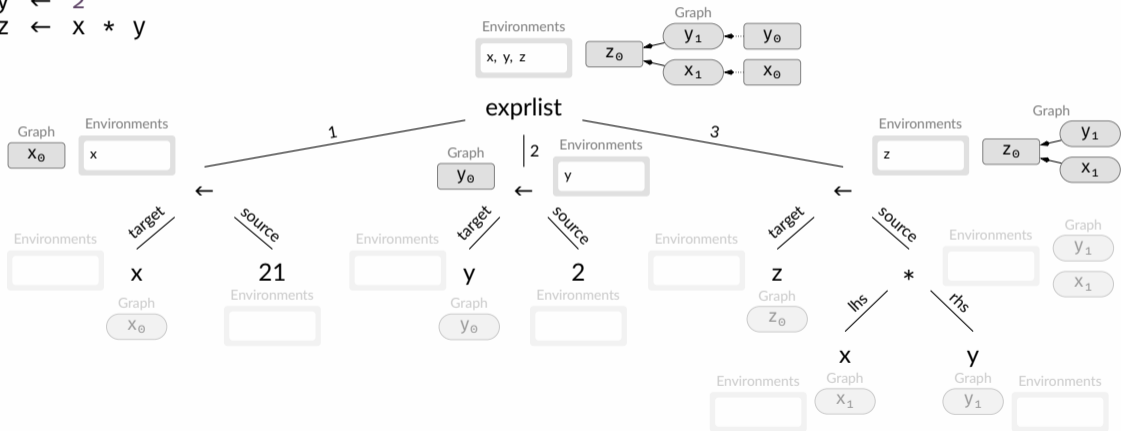 y ← 2
z ← x * y
Environments
x, y, z
Graph
z₀
y₁
y₀
x₁
x₀
exprlist
1
2
3
Graph
x₀
Environments
x
←
Graph
y₀
Environments
y
←
Environments
z
Graph
z₀
y₁
x₁
←
target
source
target
source
target
source
Environments
x
Graph
x₀
21
Environments
Environments
y
Graph
y₀
2
Environments
Environments
z
Graph
z₀
*
Environments
Graph
y₁
x₁
lhs
rhs
x
y
Environments
Graph
x₁
Graph
y₁
Environments